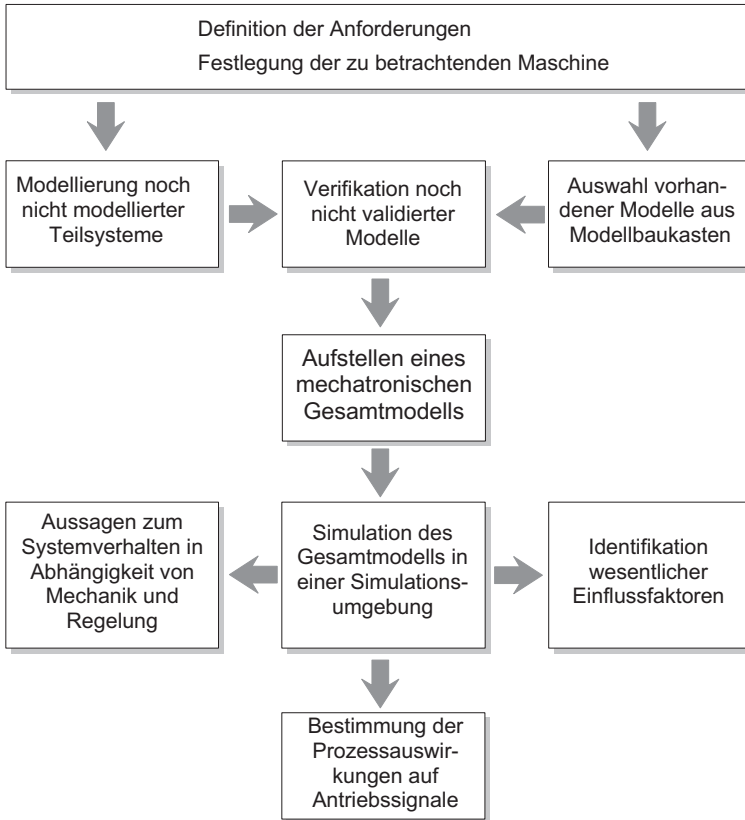 Definition der Anforderungen
Festlegung der zu betrachtenden Maschine
Modellierung noch
nicht modellierter
Teilsysteme
Verifikation noch
nicht validierter
Modelle
Auswahl vorhan-
dener Modelle aus
Modellbaukasten
Aufstellen eines
mechatronischen
Gesamtmodells
Aussagen zum
Systemverhalten in
Abhängigkeit von
Mechanik und
Regelung
Simulation des
Gesamtmodells in
einer Simulations-
umgebung
Identifikation
wesentlicher
Einflussfaktoren
Bestimmung der
Prozessauswir-
kungen auf
Antriebssignale